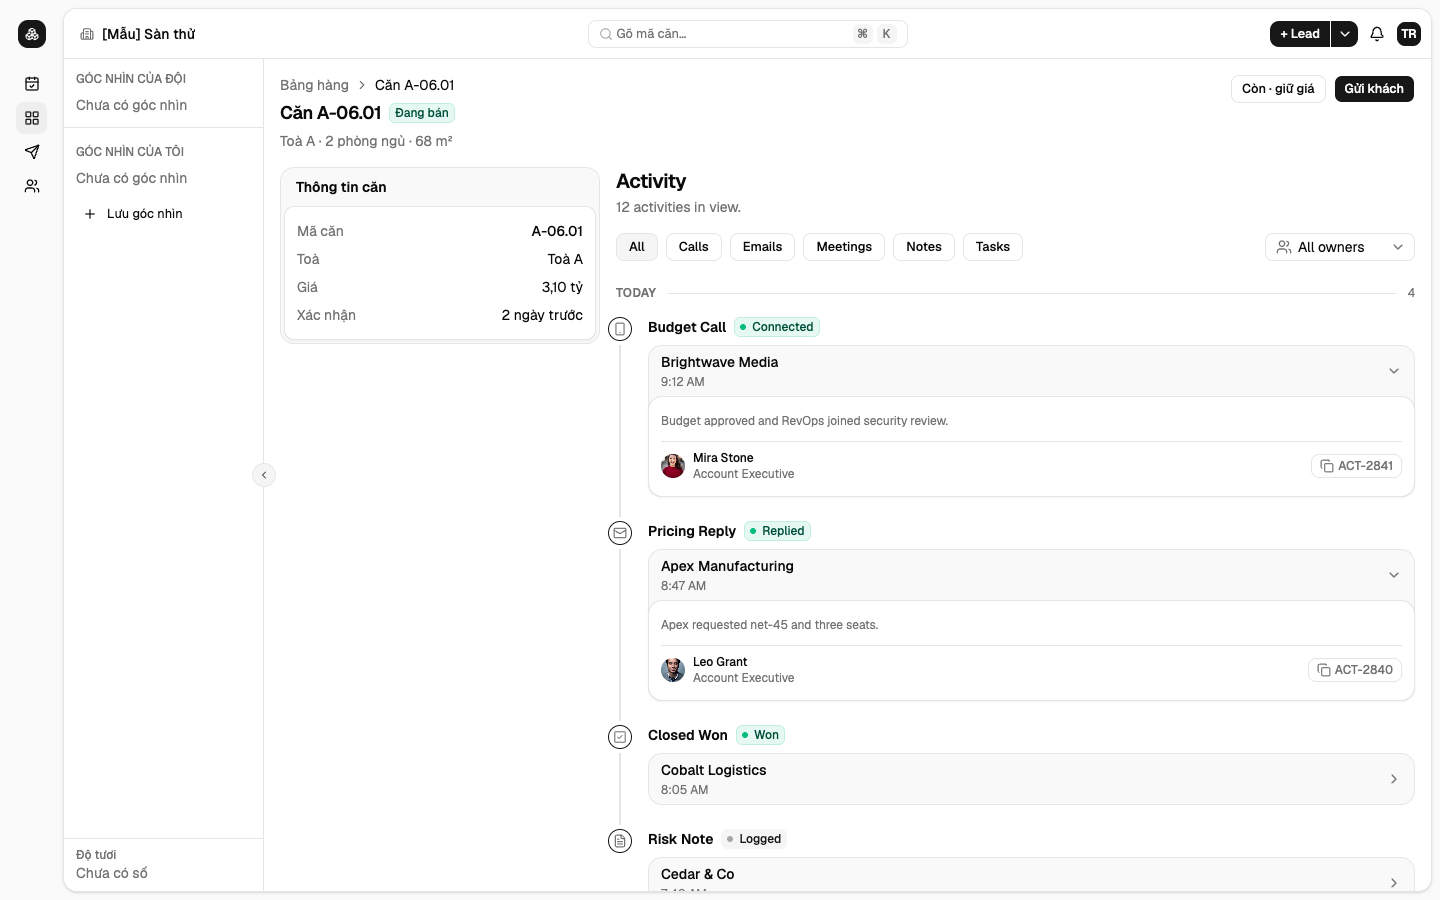 [Mẫu] Sàn thử
Gõ mã căn...
⌘ K
+ Lead
TR
GÓC NHÌN CỦA ĐỘI
Chưa có góc nhìn
GÓC NHÌN CỦA TÔI
Chưa có góc nhìn
+ Lưu góc nhìn
Độ tươi
Chưa có số
Bảng hàng > Căn A-06.01
Căn A-06.01 Đang bán
Toà A · 2 phòng ngủ · 68 m²
Còn · giữ giá
Gửi khách
Thông tin căn
Mã căn A-06.01
Toà Toà A
Giá 3,10 tỷ
Xác nhận 2 ngày trước
Activity
12 activities in view.
All Calls Emails Meetings Notes Tasks
All owners
TODAY 4
Budget Call Connected
Brightwave Media
9:12 AM
Budget approved and RevOps joined security review.
Mira Stone
Account Executive
ACT-2841
Pricing Reply Replied
Apex Manufacturing
8:47 AM
Apex requested net-45 and three seats.
Leo Grant
Account Executive
ACT-2840
Closed Won Won
Cobalt Logistics
8:05 AM
Risk Note Logged
Cedar & Co